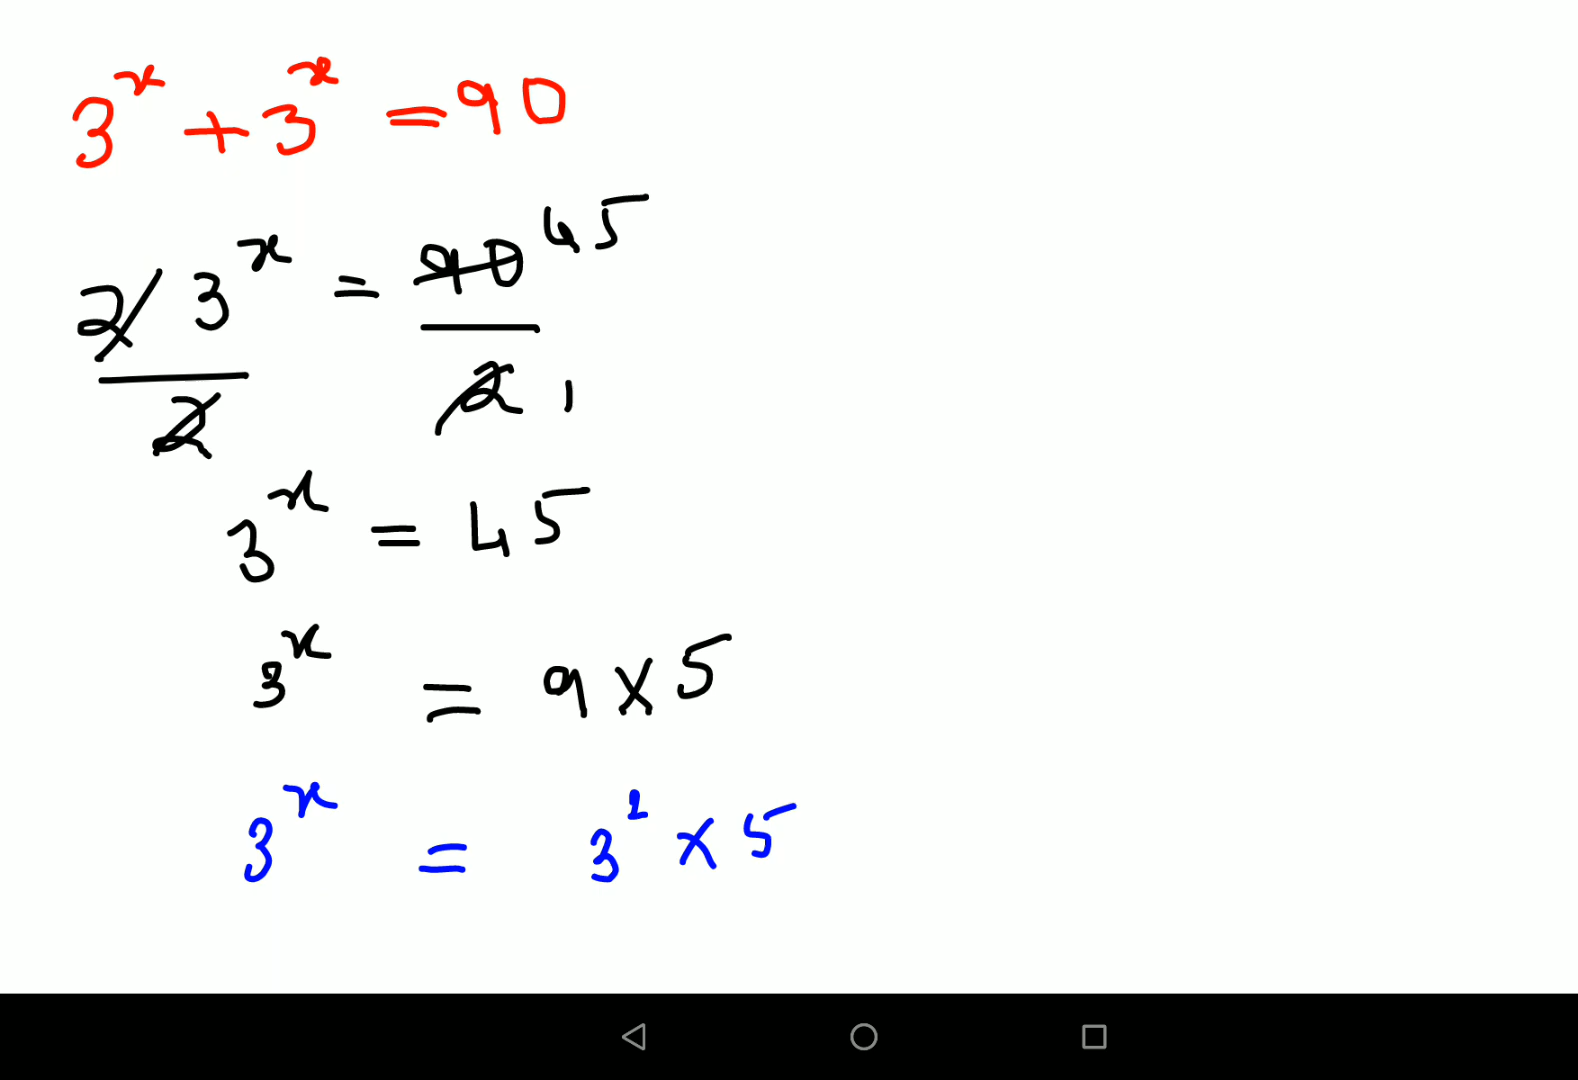 3^x + 3^x = 90
2 3^x / 2 = 90 / 2 45 1
3^x = 45
3^x = 9 × 5
3^x = 3^2 × 5